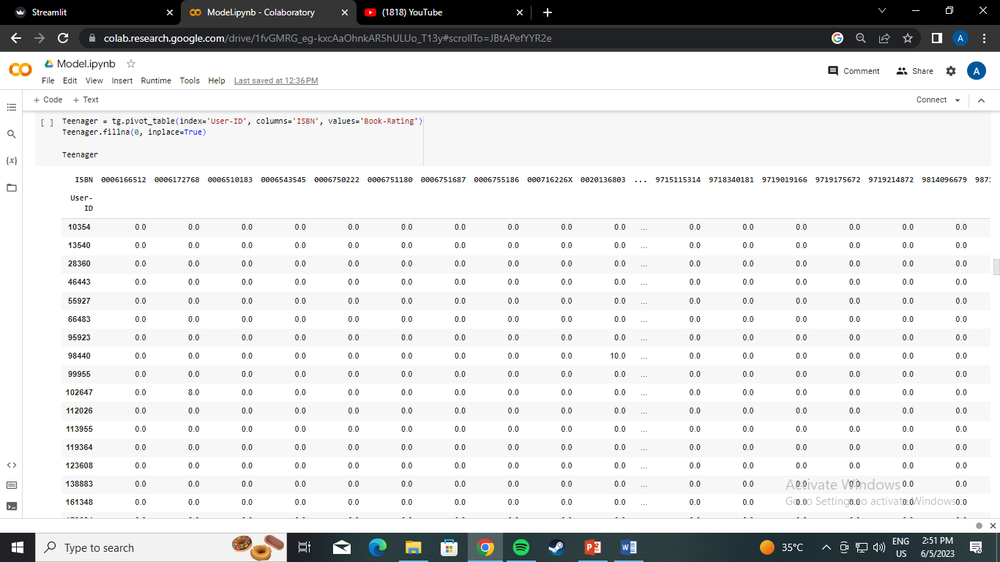 Streamlit
Model.ipynb - Colaboratory
(1818) YouTube
colab.research.google.com/drive/1fvGMRG_eg-kxcAaOhnkAR5hULUo_T13y#scrollTo=JBtAPefYYR2e
A
Model.ipynb
File Edit View Insert Runtime Tools Help Last saved at 12:36 PM
Comment Share A
+ Code + Text
Connect
[ ] Teenager = tg.pivot_table(index='User-ID', columns='ISBN', values='Book-Rating')
Teenager.fillna(0, inplace=True)
Teenager
ISBN 0006166512 0006172768 0006510183 0006543545 0006750222 0006751180 0006751687 0006755186 000716226X 0020136803 ... 9715115314 9718340181 9719019166 9719175672 9719214872 9814096679
User-
ID
10354 0.0 0.0 0.0 0.0 0.0 0.0 0.0 0.0 0.0 0.0 ... 0.0 0.0 0.0 0.0 0.0 0.0
13540 0.0 0.0 0.0 0.0 0.0 0.0 0.0 0.0 0.0 0.0 ... 0.0 0.0 0.0 0.0 0.0 0.0
28360 0.0 0.0 0.0 0.0 0.0 0.0 0.0 0.0 0.0 0.0 ... 0.0 0.0 0.0 0.0 0.0 0.0
46443 0.0 0.0 0.0 0.0 0.0 0.0 0.0 0.0 0.0 0.0 ... 0.0 0.0 0.0 0.0 0.0 0.0
55927 0.0 0.0 0.0 0.0 0.0 0.0 0.0 0.0 0.0 0.0 ... 0.0 0.0 0.0 0.0 0.0 0.0
66483 0.0 0.0 0.0 0.0 0.0 0.0 0.0 0.0 0.0 0.0 ... 0.0 0.0 0.0 0.0 0.0 0.0
95923 0.0 0.0 0.0 0.0 0.0 0.0 0.0 0.0 0.0 0.0 ... 0.0 0.0 0.0 0.0 0.0 0.0
98440 0.0 0.0 0.0 0.0 0.0 0.0 0.0 0.0 0.0 10.0 ... 0.0 0.0 0.0 0.0 0.0 0.0
99955 0.0 0.0 0.0 0.0 0.0 0.0 0.0 0.0 0.0 0.0 ... 0.0 0.0 0.0 0.0 0.0 0.0
102647 0.0 8.0 0.0 0.0 0.0 0.0 0.0 0.0 0.0 0.0 ... 0.0 0.0 0.0 0.0 0.0 0.0
112026 0.0 0.0 0.0 0.0 0.0 0.0 0.0 0.0 0.0 0.0 ... 0.0 0.0 0.0 0.0 0.0 0.0
113955 0.0 0.0 0.0 0.0 0.0 0.0 0.0 0.0 0.0 0.0 ... 0.0 0.0 0.0 0.0 0.0 0.0
119364 0.0 0.0 0.0 0.0 0.0 0.0 0.0 0.0 0.0 0.0 ... 0.0 0.0 0.0 0.0 0.0 0.0
123608 0.0 0.0 0.0 0.0 0.0 0.0 0.0 0.0 0.0 0.0 ... 0.0 0.0 0.0 0.0 0.0 0.0
138883 0.0 0.0 0.0 0.0 0.0 0.0 0.0 0.0 0.0 0.0 ... 0.0 0.0 0.0 0.0 0.0 0.0
161348 0.0 0.0 0.0 0.0 0.0 0.0 0.0 0.0 0.0 0.0 ... 0.0 0.0 0.0 0.0 0.0 0.0
Activate Windows
Go to Settings to activate Windows.
Type to search
35°C
ENG
US
2:51 PM
6/5/2023